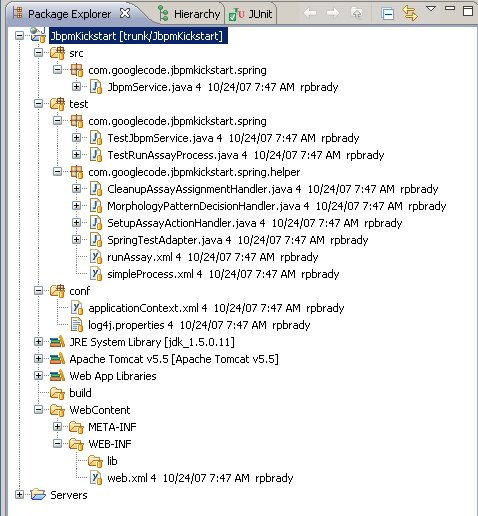 Package Explorer Hierarchy JUnit
JbpmKickstart [trunk/JbpmKickstart]
src
com.googlecode.jbpmkickstart.spring
JbpmService.java 4 10/24/07 7:47 AM rpbrady
test
com.googlecode.jbpmkickstart.spring
TestJbpmService.java 4 10/24/07 7:47 AM rpbrady
TestRunAssayProcess.java 4 10/24/07 7:47 AM rpbrady
com.googlecode.jbpmkickstart.spring.helper
CleanupAssayAssignmentHandler.java 4 10/24/07 7:47 AM rpbrady
MorphologyPatternDecisionHandler.java 4 10/24/07 7:47 AM rpbrady
SetupAssayActionHandler.java 4 10/24/07 7:47 AM rpbrady
SpringTestAdapter.java 4 10/24/07 7:47 AM rpbrady
runAssay.xml 4 10/24/07 7:47 AM rpbrady
simpleProcess.xml 4 10/24/07 7:47 AM rpbrady
conf
applicationContext.xml 4 10/24/07 7:47 AM rpbrady
log4j.properties 4 10/24/07 7:47 AM rpbrady
JRE System Library [jdk_1.5.0.11]
Apache Tomcat v5.5 [Apache Tomcat v5.5]
Web App Libraries
build
WebContent
META-INF
WEB-INF
lib
web.xml 4 10/24/07 7:47 AM rpbrady
Servers